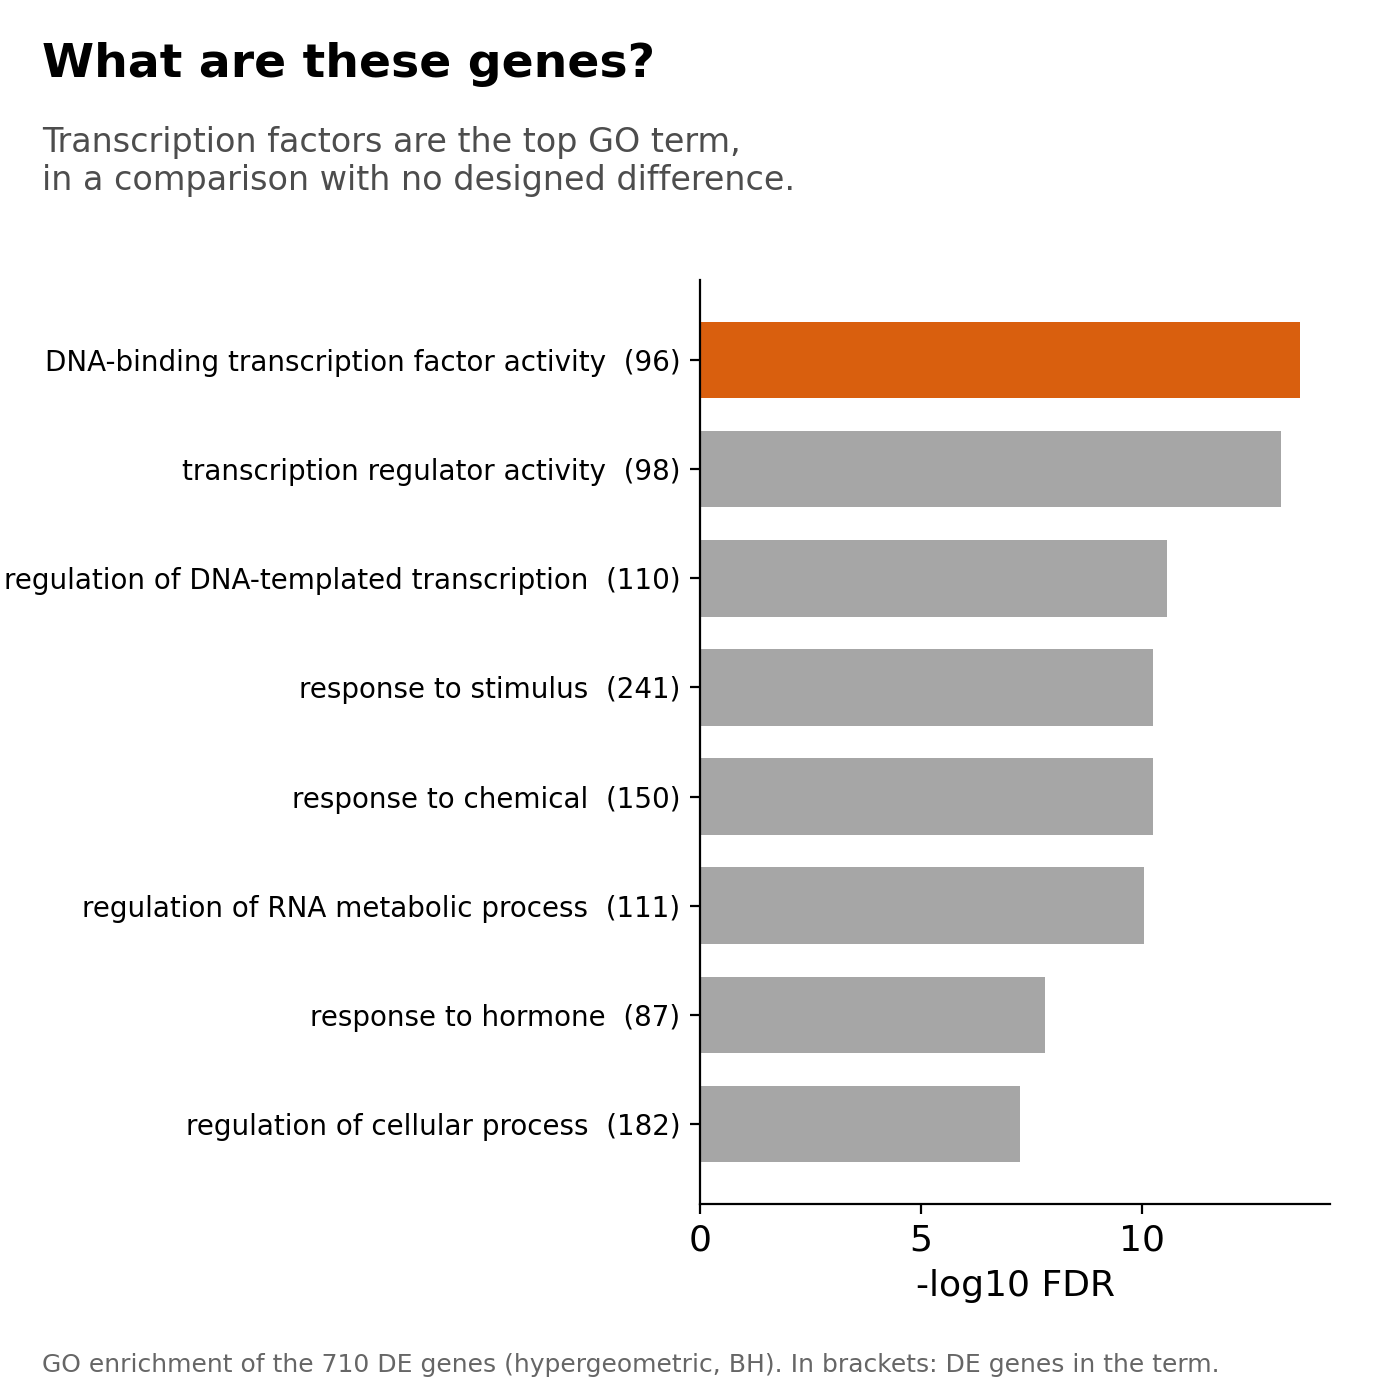 What are these genes?
Transcription factors are the top GO term,
in a comparison with no designed difference.
DNA-binding transcription factor activity (96)
transcription regulator activity (98)
regulation of DNA-templated transcription (110)
response to stimulus (241)
response to chemical (150)
regulation of RNA metabolic process (111)
response to hormone (87)
regulation of cellular process (182)
0 5 10
-log10 FDR
GO enrichment of the 710 DE genes (hypergeometric, BH). In brackets: DE genes in the term.